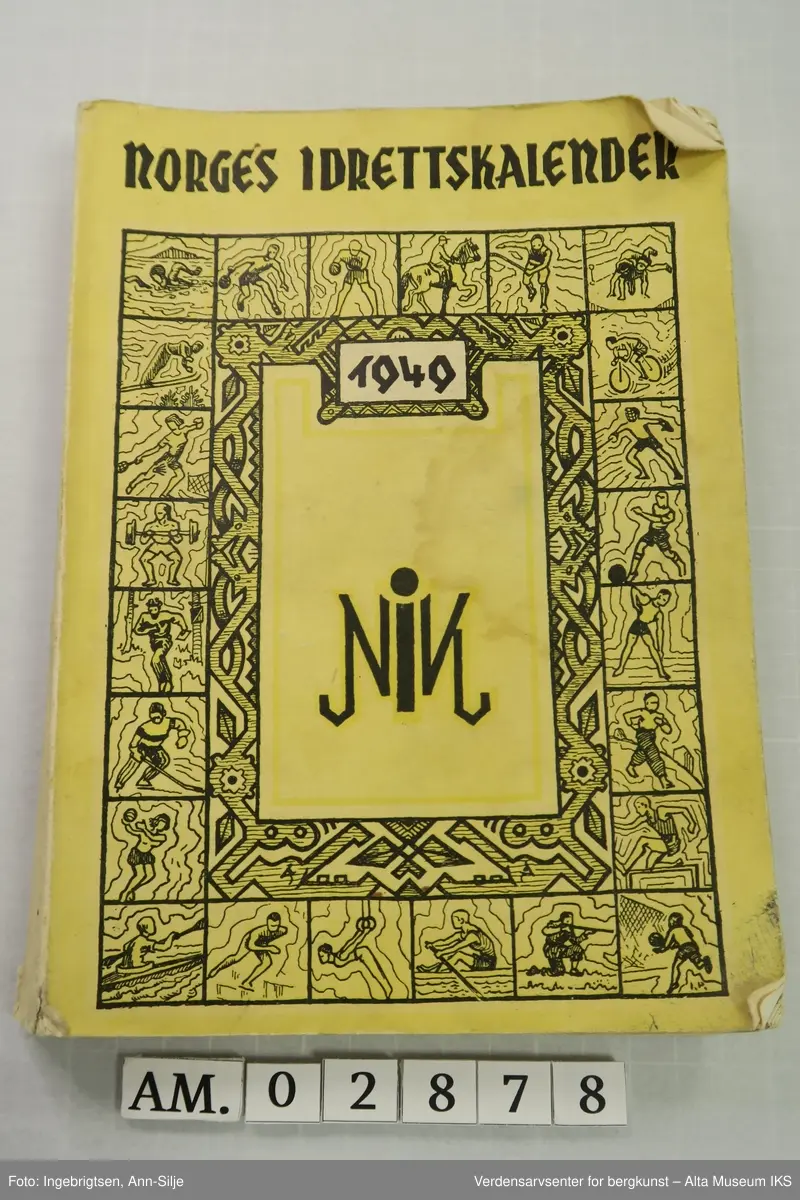 NORGES IDRETTSKALENDER
1949
NiK
AM. 0 2 8 7 8
Foto: Ingebrigtsen, Ann-Silje
Verdensarvsenter for bergkunst – Alta Museum IKS